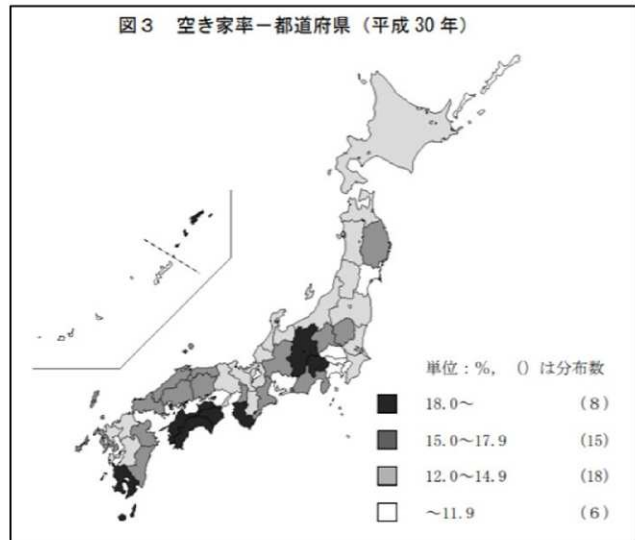 図３　空き家率－都道府県（平成 30 年）
単位：%，（）は分布数
18.0～　（8）
15.0～17.9　（15）
12.0～14.9　（18）
～11.9　（6）